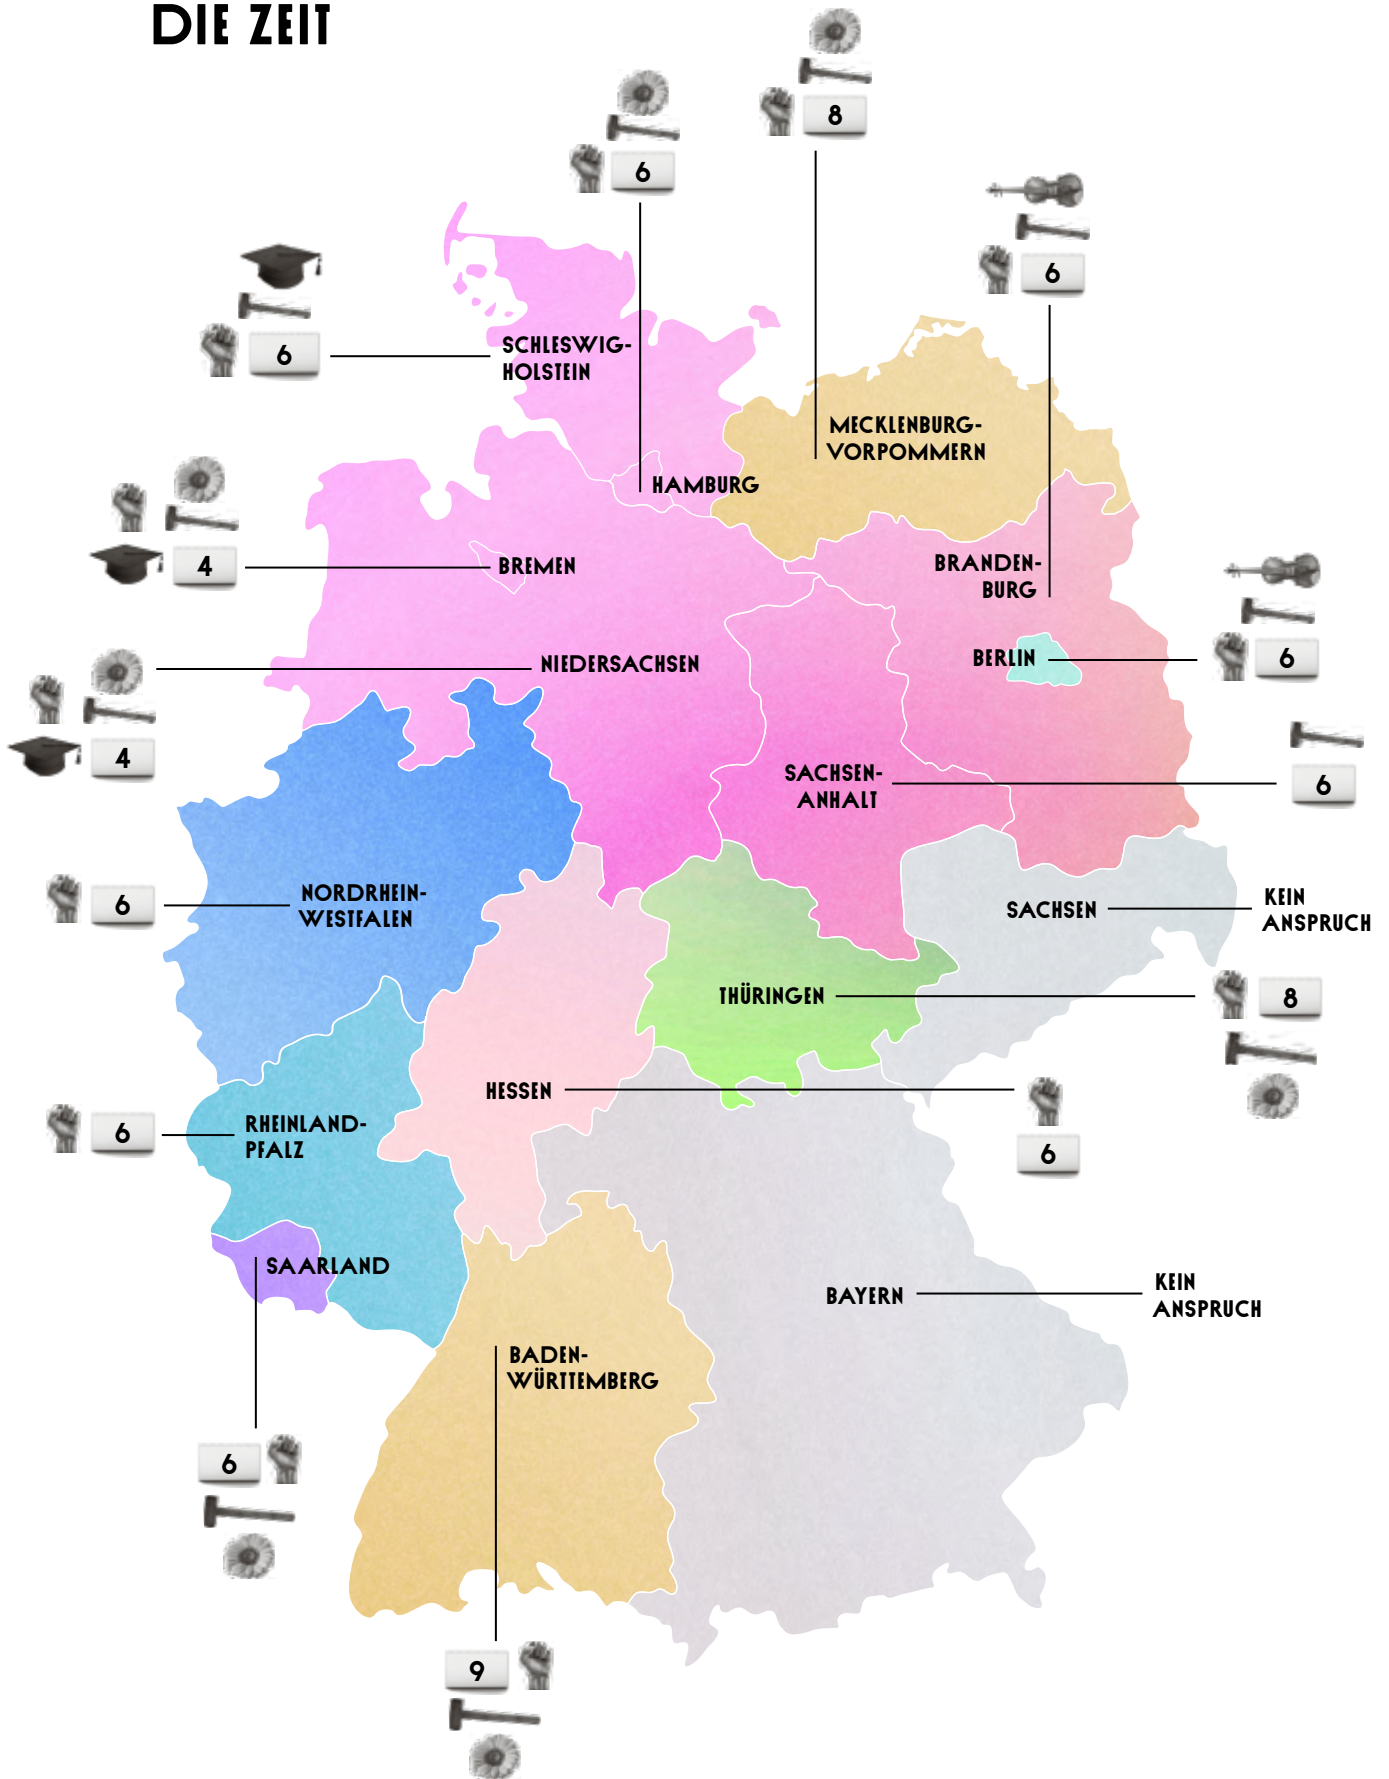 DIE ZEIT
8
6
6
6
SCHLESWIG-
HOLSTEIN
MECKLENBURG-
VORPOMMERN
HAMBURG
4
BREMEN
BRANDEN-
BURG
BERLIN
6
NIEDERSACHSEN
4
SACHSEN-
ANHALT
6
6
NORDRHEIN-
WESTFALEN
SACHSEN
KEIN
ANSPRUCH
THÜRINGEN
8
HESSEN
6
6
RHEINLAND-
PFALZ
SAARLAND
6
BAYERN
KEIN
ANSPRUCH
BADEN-
WÜRTTEMBERG
9